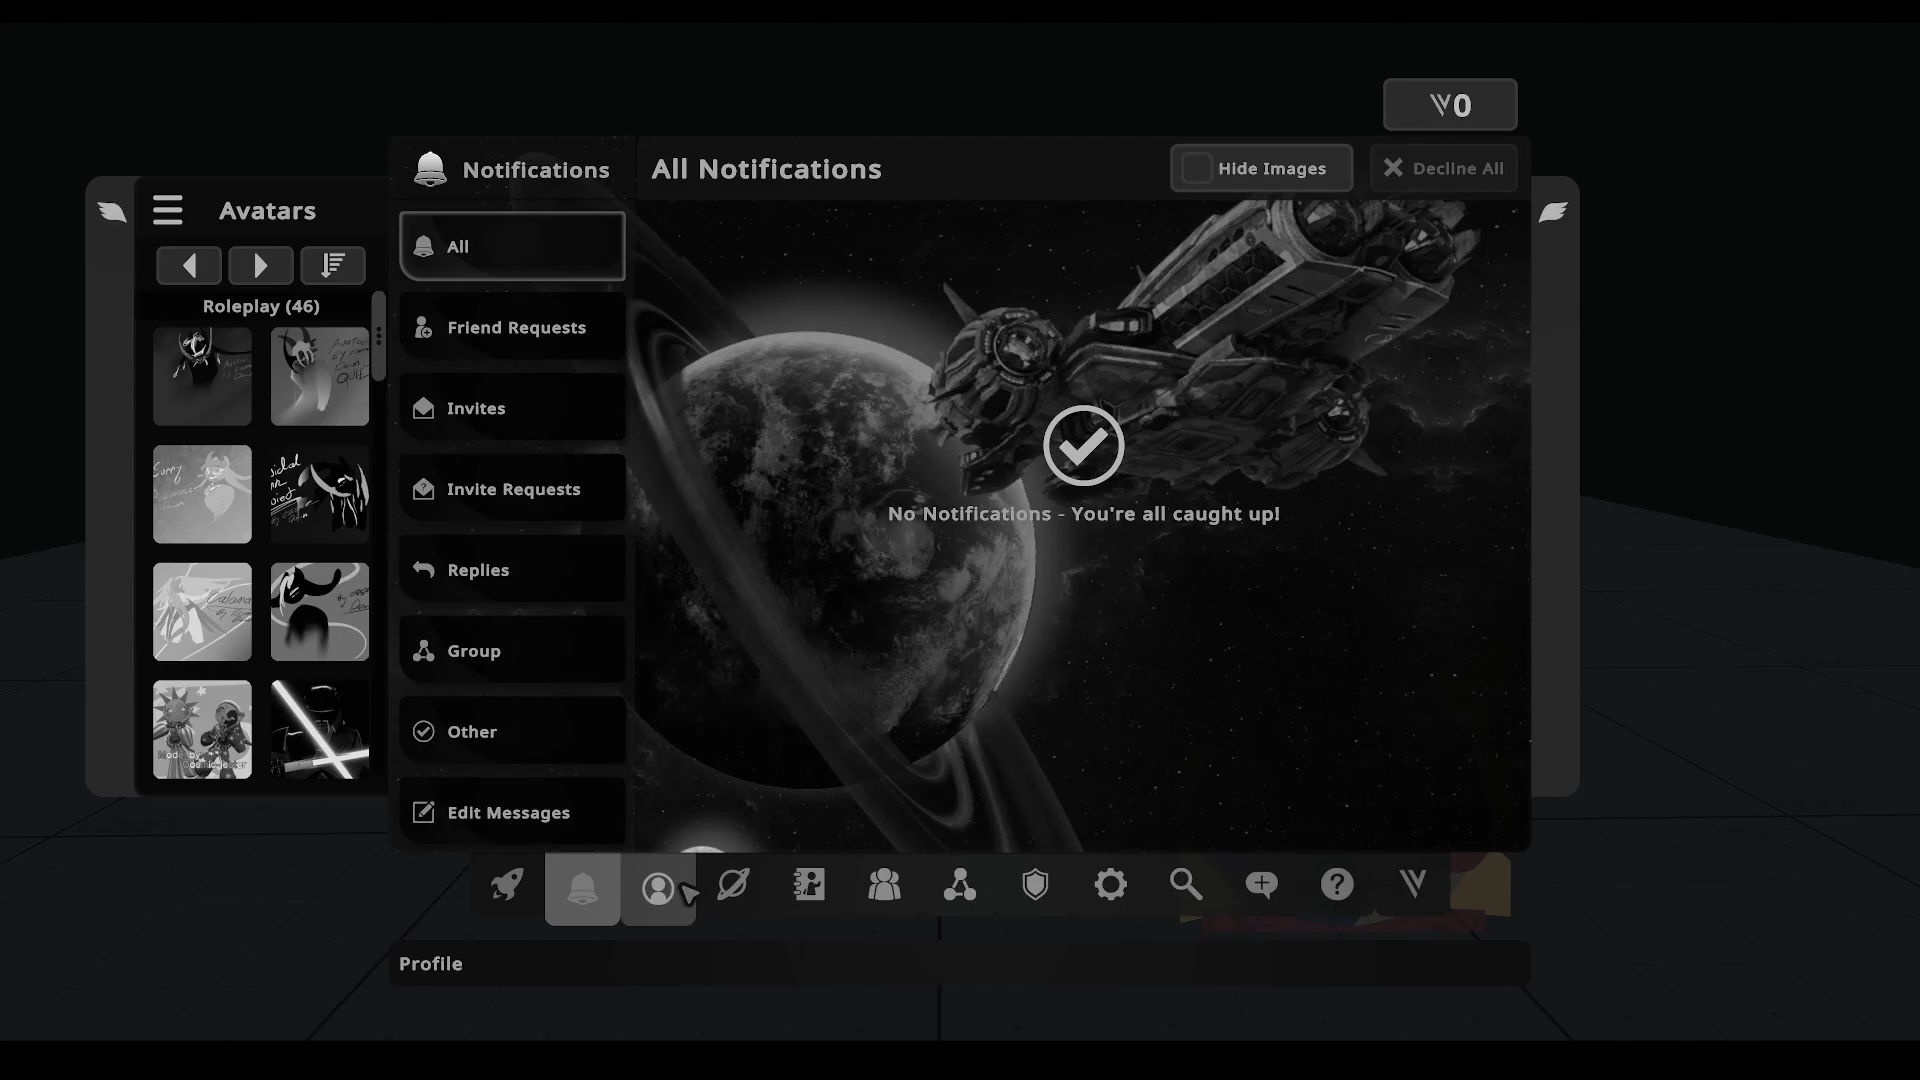 0
Notifications
All Notifications
Hide Images
Decline All
Avatars
Roleplay (46)
All
Friend Requests
Invites
Invite Requests
Replies
Group
Other
Edit Messages
No Notifications - You're all caught up!
Profile